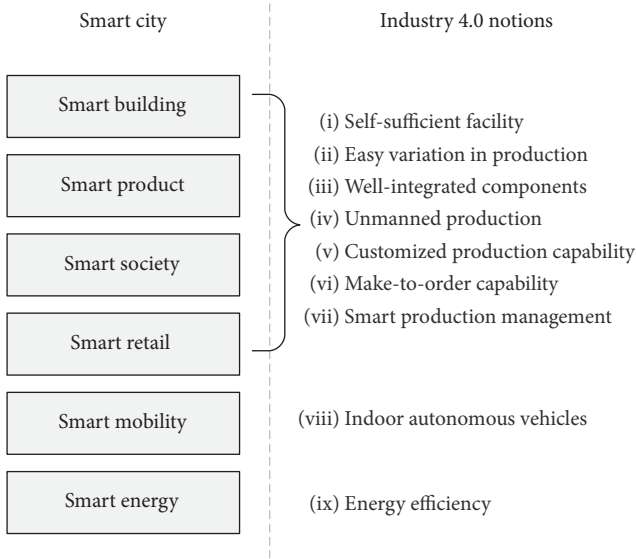 Smart city
Industry 4.0 notions
Smart building
Smart product
Smart society
Smart retail
Smart mobility
Smart energy
(i) Self-sufficient facility
(ii) Easy variation in production
(iii) Well-integrated components
(iv) Unmanned production
(v) Customized production capability
(vi) Make-to-order capability
(vii) Smart production management
(viii) Indoor autonomous vehicles
(ix) Energy efficiency